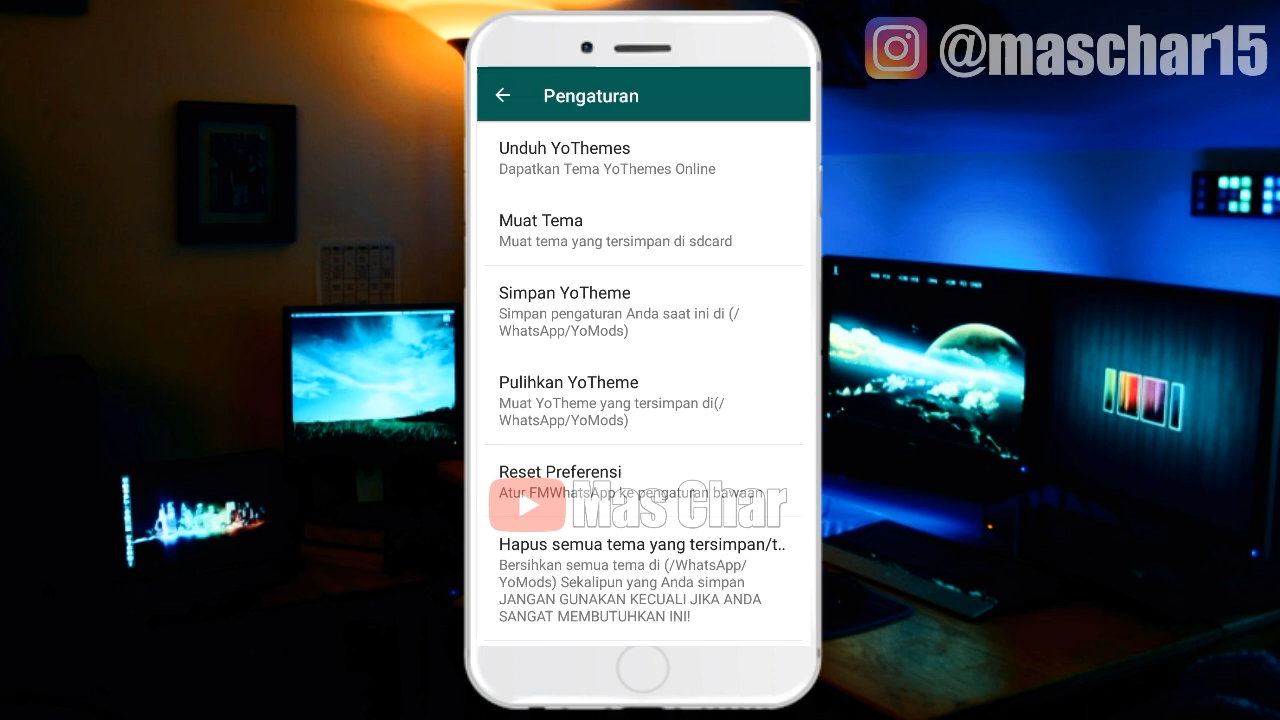 @maschar15
Pengaturan
Unduh YoThemes
Dapatkan Tema YoThemes Online
Muat Tema
Muat tema yang tersimpan di sdcard
Simpan YoTheme
Simpan pengaturan Anda saat ini di (/
WhatsApp/YoMods)
Pulihkan YoTheme
Muat YoTheme yang tersimpan di(/
WhatsApp/YoMods)
Reset Preferensi
Atur FMWhatsApp ke pengaturan bawaan
Mas Char
Hapus semua tema yang tersimpan/t..
Bersihkan semua tema di (/WhatsApp/
YoMods) Sekalipun yang Anda simpan
JANGAN GUNAKAN KECUALI JIKA ANDA
SANGAT MEMBUTUHKAN INI!